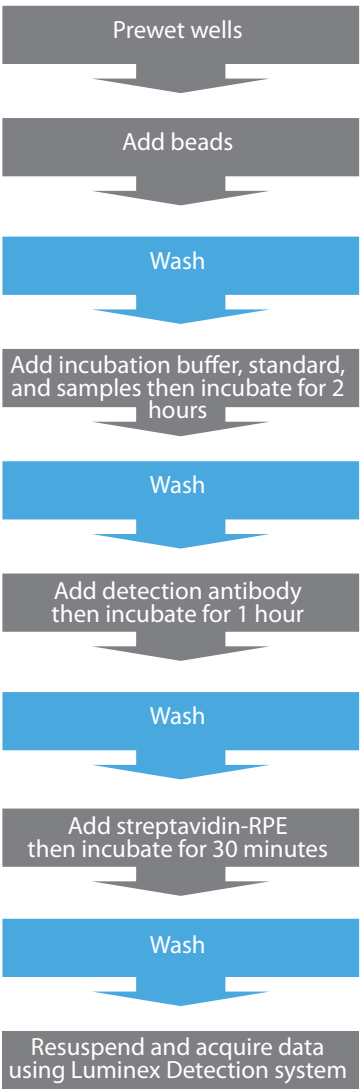 Prewet wells
Add beads
Wash
Add incubation buffer, standard,
and samples then incubate for 2
hours
Wash
Add detection antibody
then incubate for 1 hour
Wash
Add streptavidin-RPE
then incubate for 30 minutes
Wash
Resuspend and acquire data
using Luminex Detection system